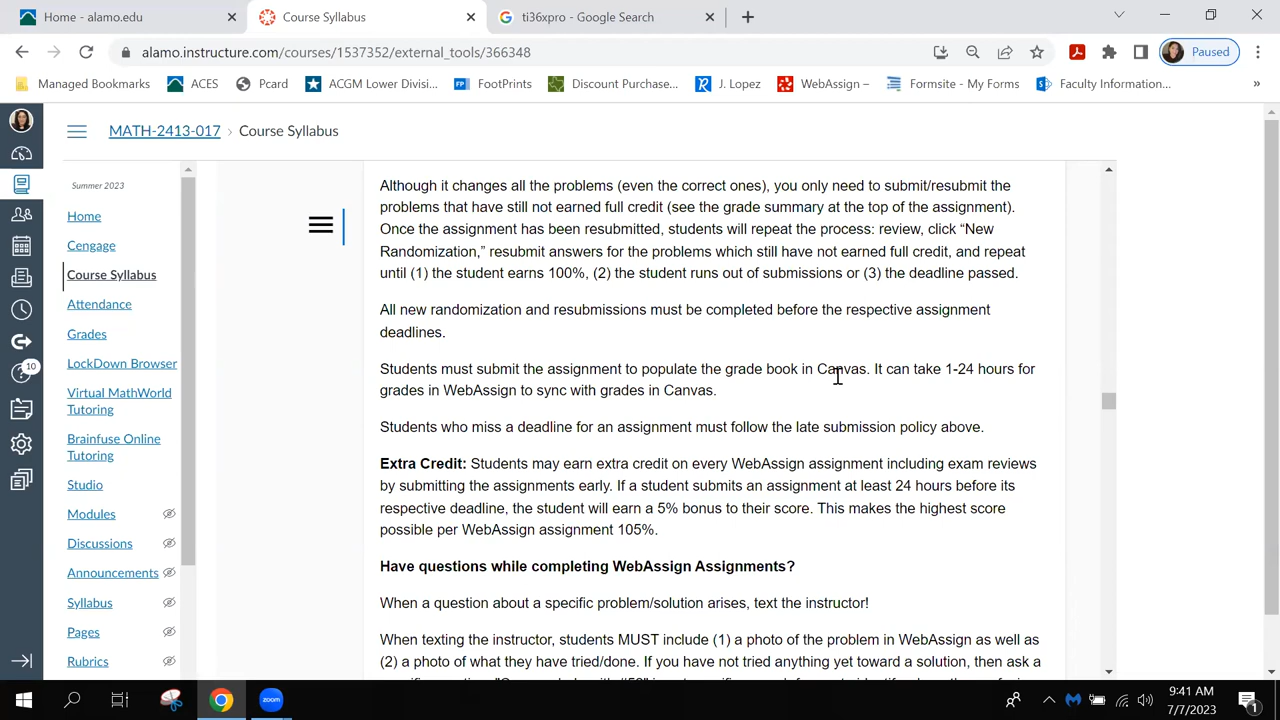 Home - alamo.edu
Course Syllabus
ti36xpro - Google Search
alamo.instructure.com/courses/1537352/external_tools/366348
Paused
Managed Bookmarks
ACES
Pcard
ACGM Lower Divisi...
FootPrints
Discount Purchase...
J. Lopez
WebAssign –
Formsite - My Forms
Faculty Information...
»
MATH-2413-017 › Course Syllabus
Summer 2023
Home
Cengage
Course Syllabus
Attendance
Grades
LockDown Browser
Virtual MathWorld
Tutoring
Brainfuse Online
Tutoring
Studio
Modules
Discussions
Announcements
Syllabus
Pages
Rubrics
10
Although it changes all the problems (even the correct ones), you only need to submit/resubmit the
problems that have still not earned full credit (see the grade summary at the top of the assignment).
Once the assignment has been resubmitted, students will repeat the process: review, click “New
Randomization,” resubmit answers for the problems which still have not earned full credit, and repeat
until (1) the student earns 100%, (2) the student runs out of submissions or (3) the deadline passed.
All new randomization and resubmissions must be completed before the respective assignment
deadlines.
Students must submit the assignment to populate the grade book in Canvas. It can take 1-24 hours for
grades in WebAssign to sync with grades in Canvas.
Students who miss a deadline for an assignment must follow the late submission policy above.
Extra Credit: Students may earn extra credit on every WebAssign assignment including exam reviews
by submitting the assignments early. If a student submits an assignment at least 24 hours before its
respective deadline, the student will earn a 5% bonus to their score. This makes the highest score
possible per WebAssign assignment 105%.
Have questions while completing WebAssign Assignments?
When a question about a specific problem/solution arises, text the instructor!
When texting the instructor, students MUST include (1) a photo of the problem in WebAssign as well as
(2) a photo of what they have tried/done. If you have not tried anything yet toward a solution, then ask a
zoom
9:41 AM
7/7/2023
1